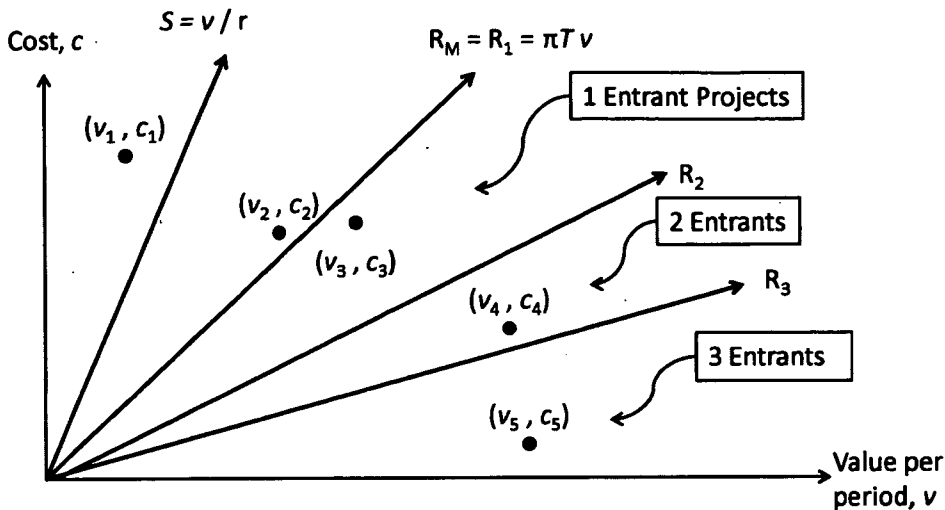 S = v / r
R_M = R_1 = πT v
Cost, c
1 Entrant Projects
(v_1 , c_1)
R_2
(v_2 , c_2)
2 Entrants
(v_3 , c_3)
R_3
(v_4 , c_4)
3 Entrants
(v_5 , c_5)
Value per
period, v